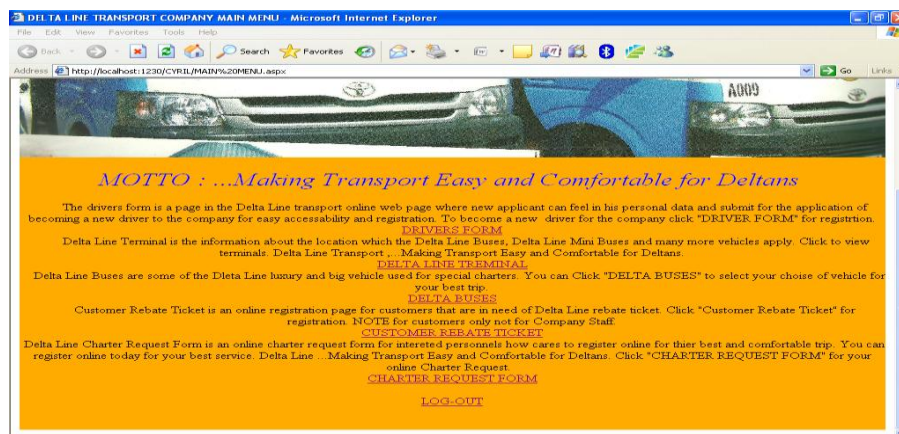 DELTA LINE TRANSPORT COMPANY MAIN MENU - Microsoft Internet Explorer
File Edit View Favorites Tools Help
Back Search Favorites
Address http://localhost:1230/CYRIL/MAIN%20MENU.aspx Go Links
A009
MOTTO : ...Making Transport Easy and Comfortable for Deltans
The drivers form is a page in the Delta Line transport online web page where new applicant can feel in his personal data and submit for the application of
becoming a new driver to the company for easy accessability and registration. To become a new driver for the company click "DRIVER FORM" for registrtion.
DRIVERS FORM
Delta Line Terminal is the information about the location which the Delta Line Buses, Delta Line Mini Buses and many more vehicles apply. Click to view
terminals. Delta Line Transport ,...Making Transport Easy and Comfortable for Deltans.
DELTA LINE TREMINAL
Delta Line Buses are some of the Dleta Line luxury and big vehicle used for special charters. You can Click "DELTA BUSES" to select your choise of vehicle for
your best trip.
DELTA BUSES
Customer Rebate Ticket is an online registration page for customers that are in need of Delta Line rebate ticket. Click "Customer Rebate Ticket" for
registration. NOTE for customers only not for Company Staff.
CUSTOMER REBATE TICKET
Delta Line Charter Request Form is an online charter request form for intereted personnels how cares to register online for thier best and comfortable trip. You can
register online today for your best service. Delta Line ...Making Transport Easy and Comfortable for Deltans. Click "CHARTER REQUEST FORM" for your
online Charter Request.
CHARTER REQUEST FORM
LOG-OUT